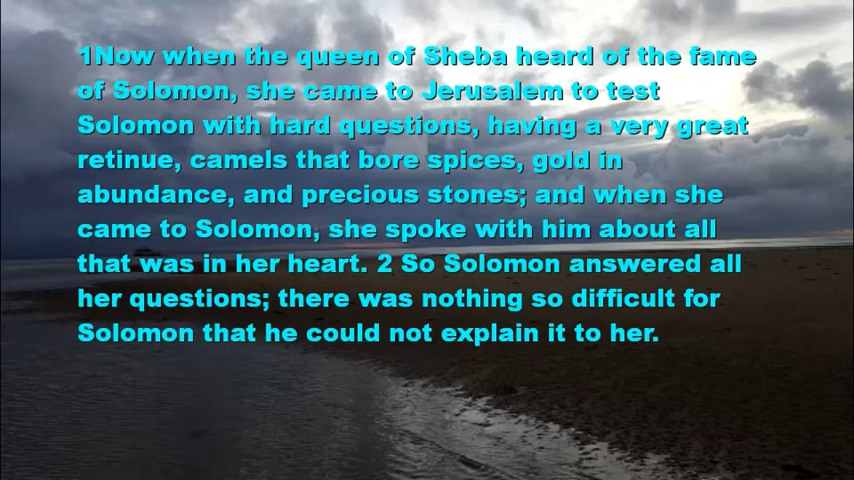 1Now when the queen of Sheba heard of the fame
of Solomon, she came to Jerusalem to test
Solomon with hard questions, having a very great
retinue, camels that bore spices, gold in
abundance, and precious stones; and when she
came to Solomon, she spoke with him about all
that was in her heart. 2 So Solomon answered all
her questions; there was nothing so difficult for
Solomon that he could not explain it to her.